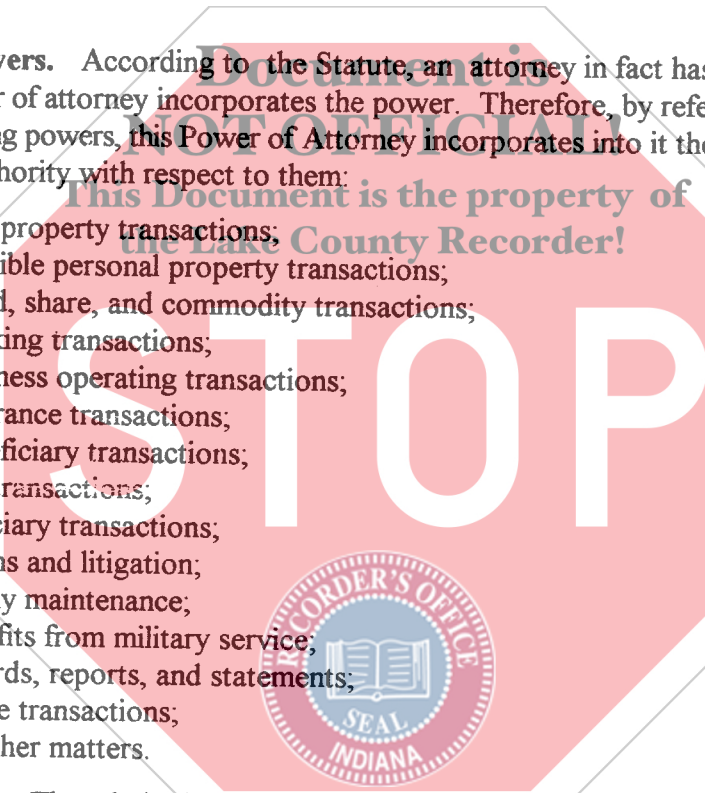 vers. According to the Statute, an attorney in fact has
r of attorney incorporates the power. Therefore, by refe
ng powers, this Power of Attorney incorporates into it the
hority with respect to them:
property transactions;
ible personal property transactions;
d, share, and commodity transactions;
king transactions;
ness operating transactions;
rance transactions;
ficiary transactions;
transactions;
ciary transactions;
ns and litigation;
y maintenance;
fits from military service;
rds, reports, and statements;
e transactions;
her matters.
Document is
NOT OFFICIAL!
This Document is the property of
the Lake County Recorder!
STOP
RECORDER'S OFFICE
SEAL
INDIANA